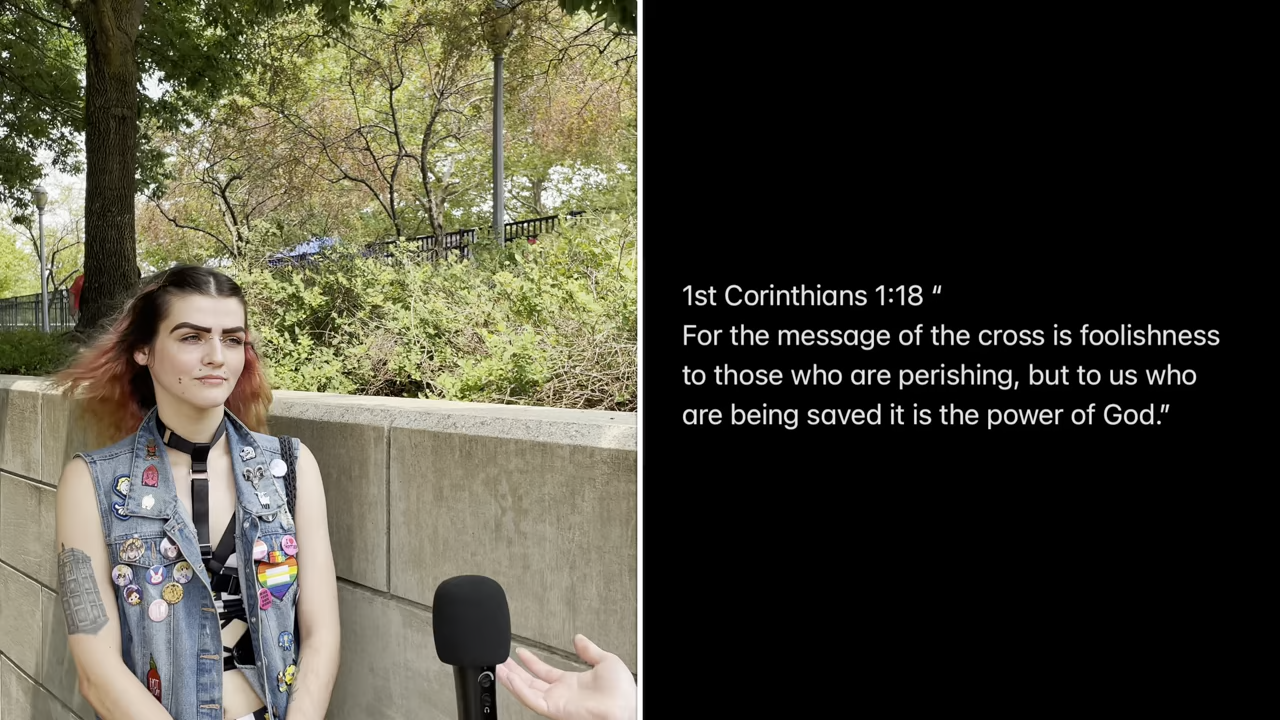 1st Corinthians 1:18 “
For the message of the cross is foolishness
to those who are perishing, but to us who
are being saved it is the power of God.”